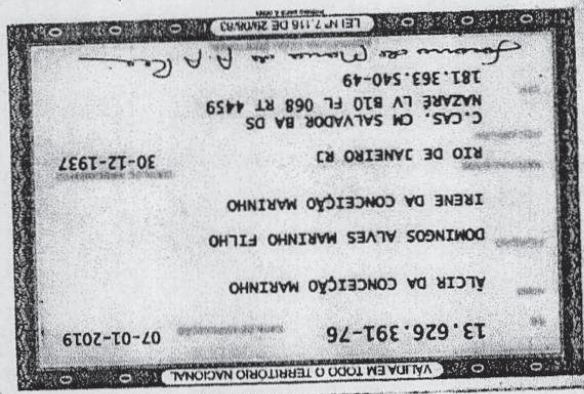 VÁLIDA EM TODO O TERRITÓRIO NACIONAL
13.626.391-76 07-01-2019
ÁLCIR DA CONCEIÇÃO MARINHO
DOMINGOS ALVES MARINHO FILHO
IRENE DA CONCEIÇÃO MARINHO
RIO DE JANEIRO RJ 30-12-1937
C.CAS. CM SALVADOR BA DS
NAZARÉ LV B10 FL 068 RT 4459
181.363.540-49
LEI Nº 7.116 DE 29/08/83